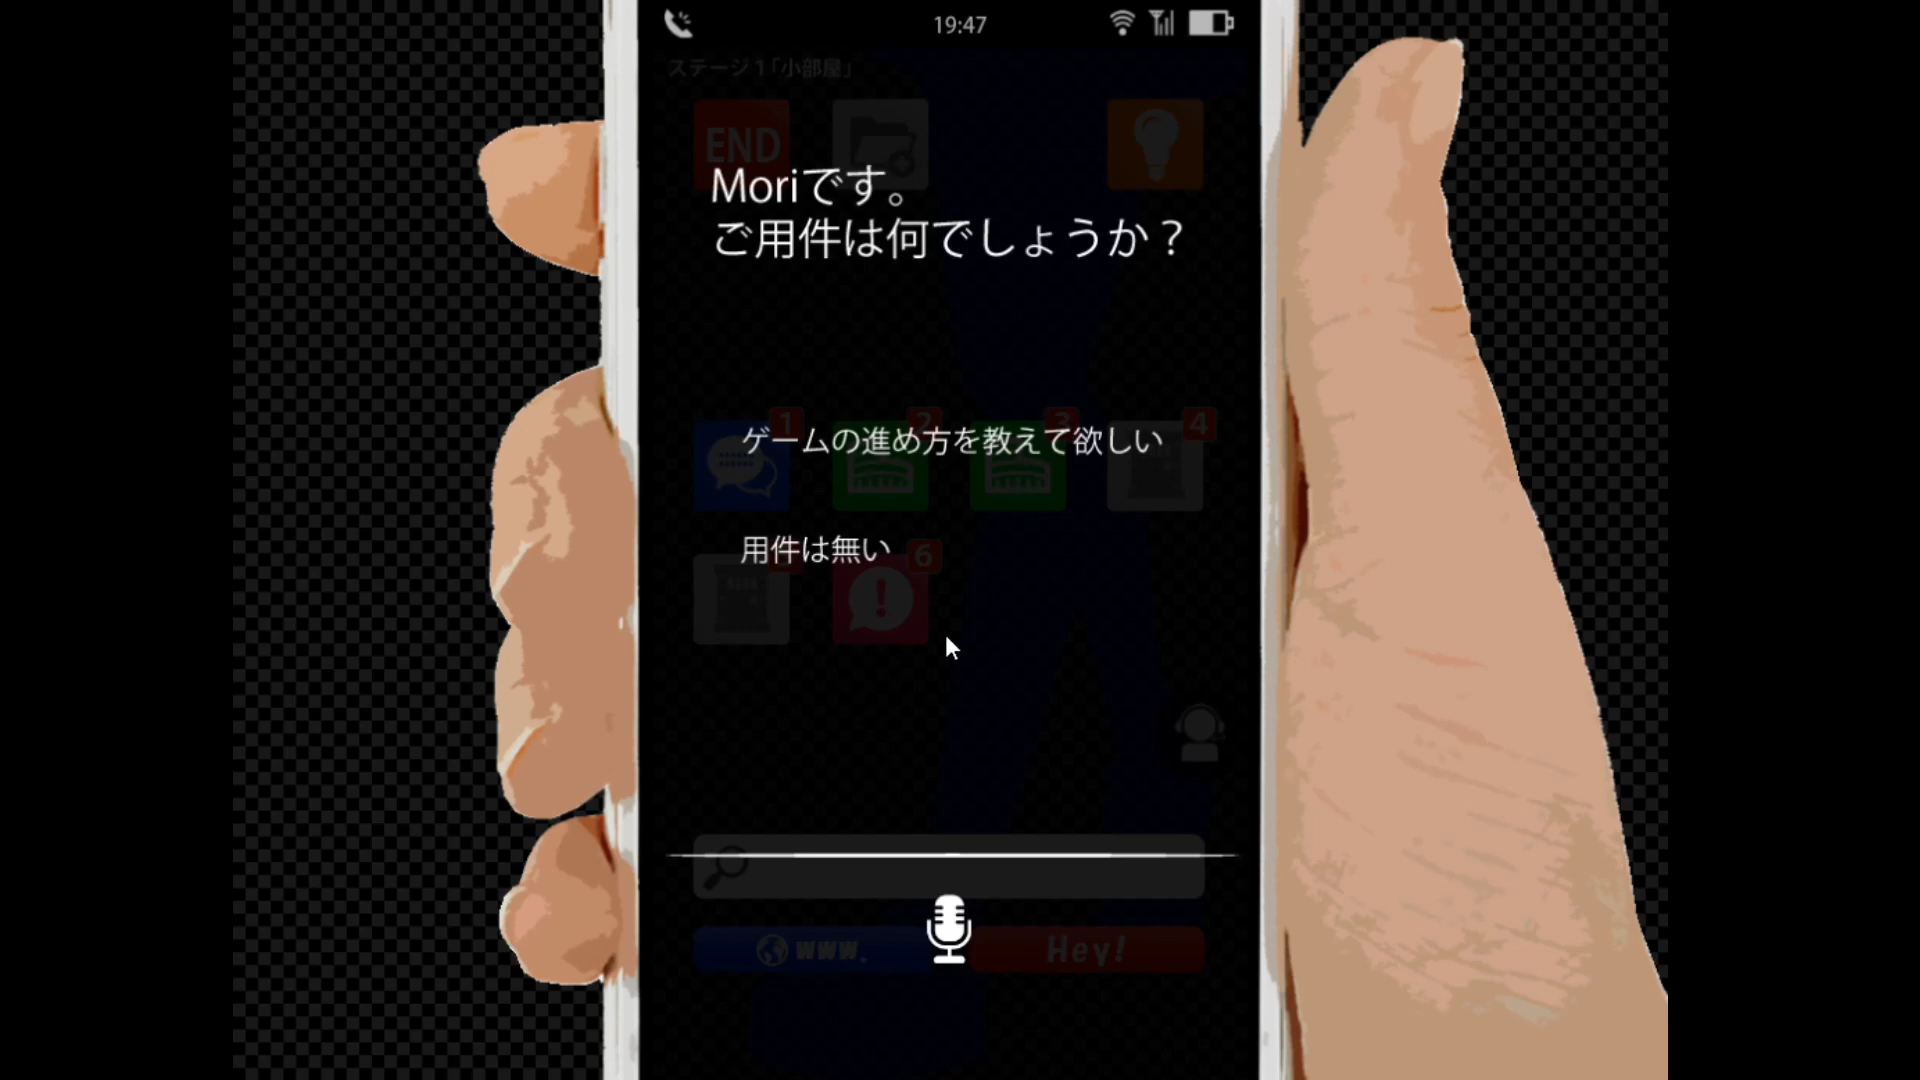 19:47
ステージ1「小部屋」
END
Moriです。
ご用件は何でしょうか？
1
2
3
4
ゲームの進め方を教えて欲しい
用件は無い
6
www.
Hey!